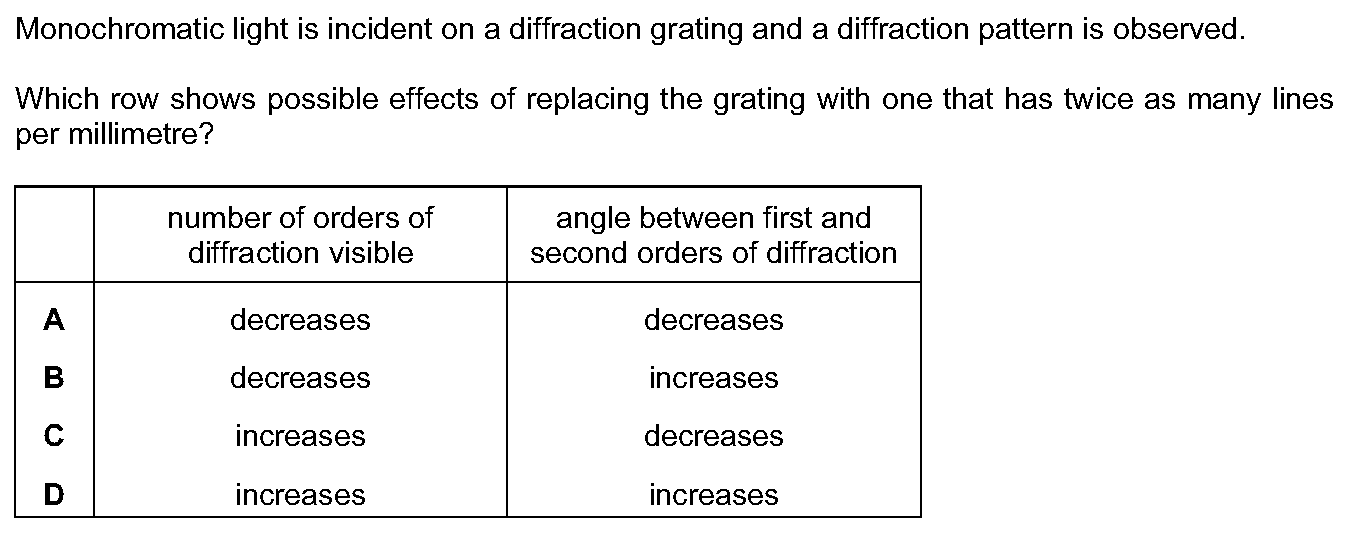 Monochromatic light is incident on a diffraction grating and a diffraction pattern is observed.
Which row shows possible effects of replacing the grating with one that has twice as many lines
per millimetre?
number of orders of
diffraction visible
angle between first and
second orders of diffraction
A decreases decreases
B decreases increases
C increases decreases
D increases increases